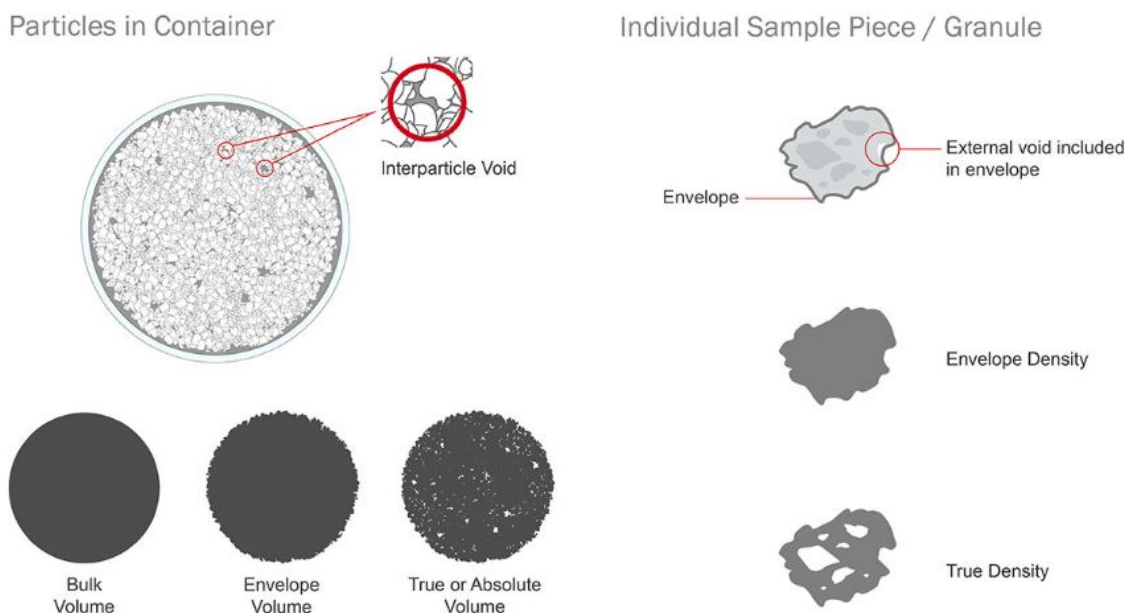 Particles in Container
Interparticle Void
Bulk
Volume
Envelope
Volume
True or Absolute
Volume
Individual Sample Piece / Granule
External void included
in envelope
Envelope
Envelope Density
True Density